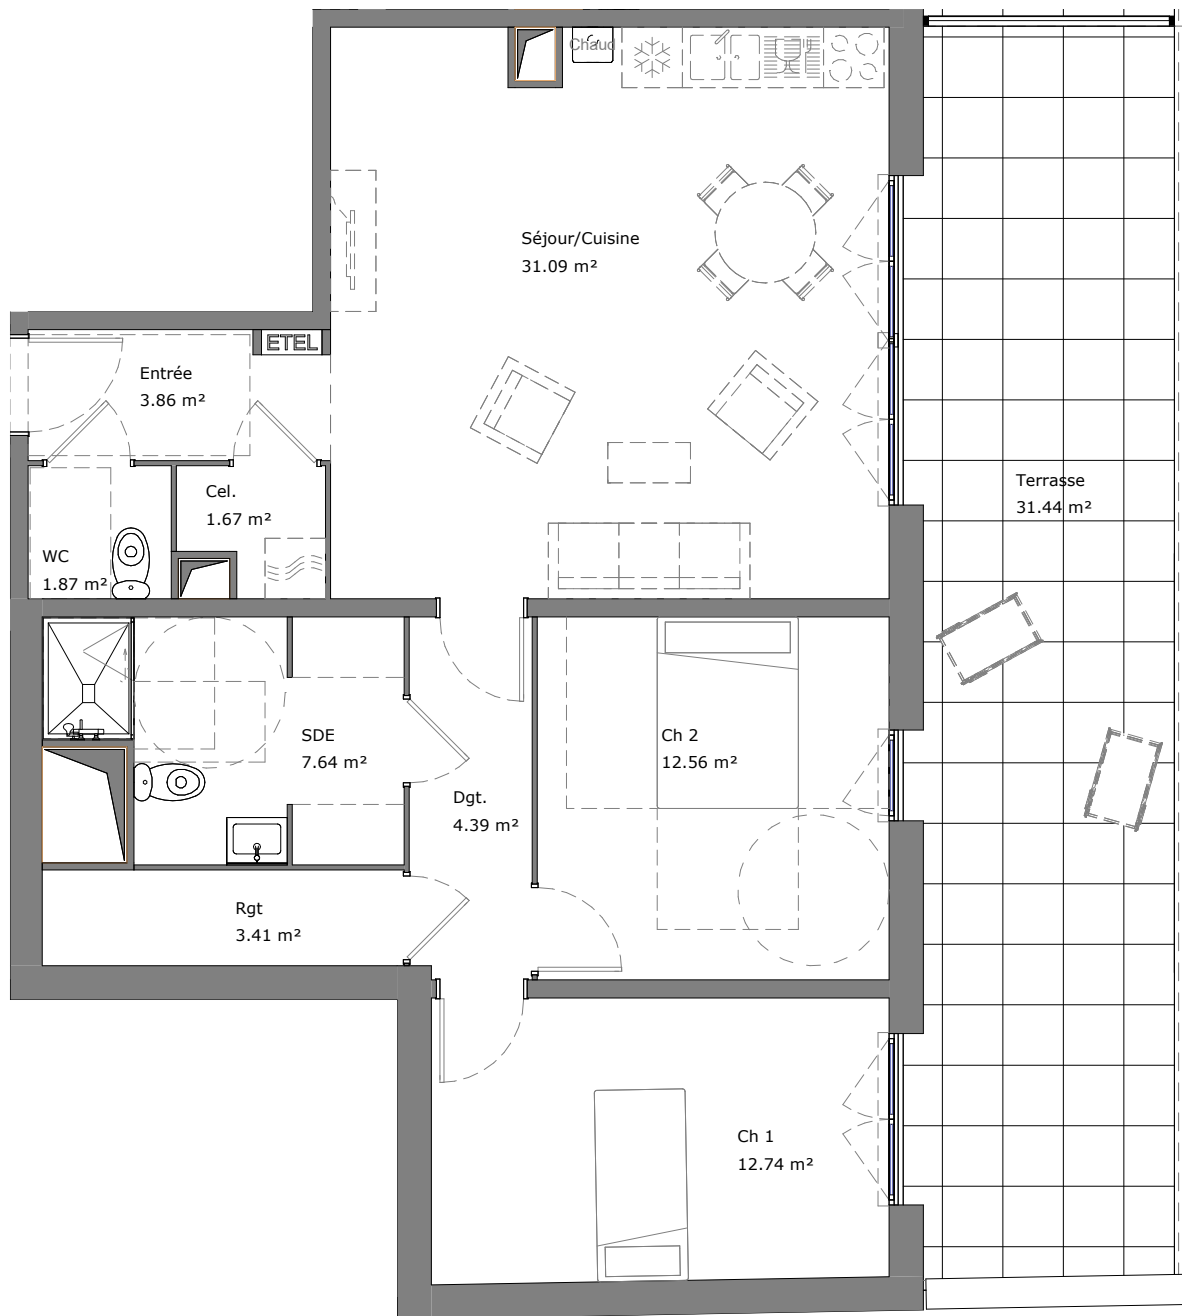 Chaud
Séjour/Cuisine
31.09 m²
ETEL
Entrée
3.86 m²
Cel.
1.67 m²
Terrasse
31.44 m²
WC
1.87 m²
SDE
7.64 m²
Ch 2
12.56 m²
Dgt.
4.39 m²
Rgt
3.41 m²
Ch 1
12.74 m²